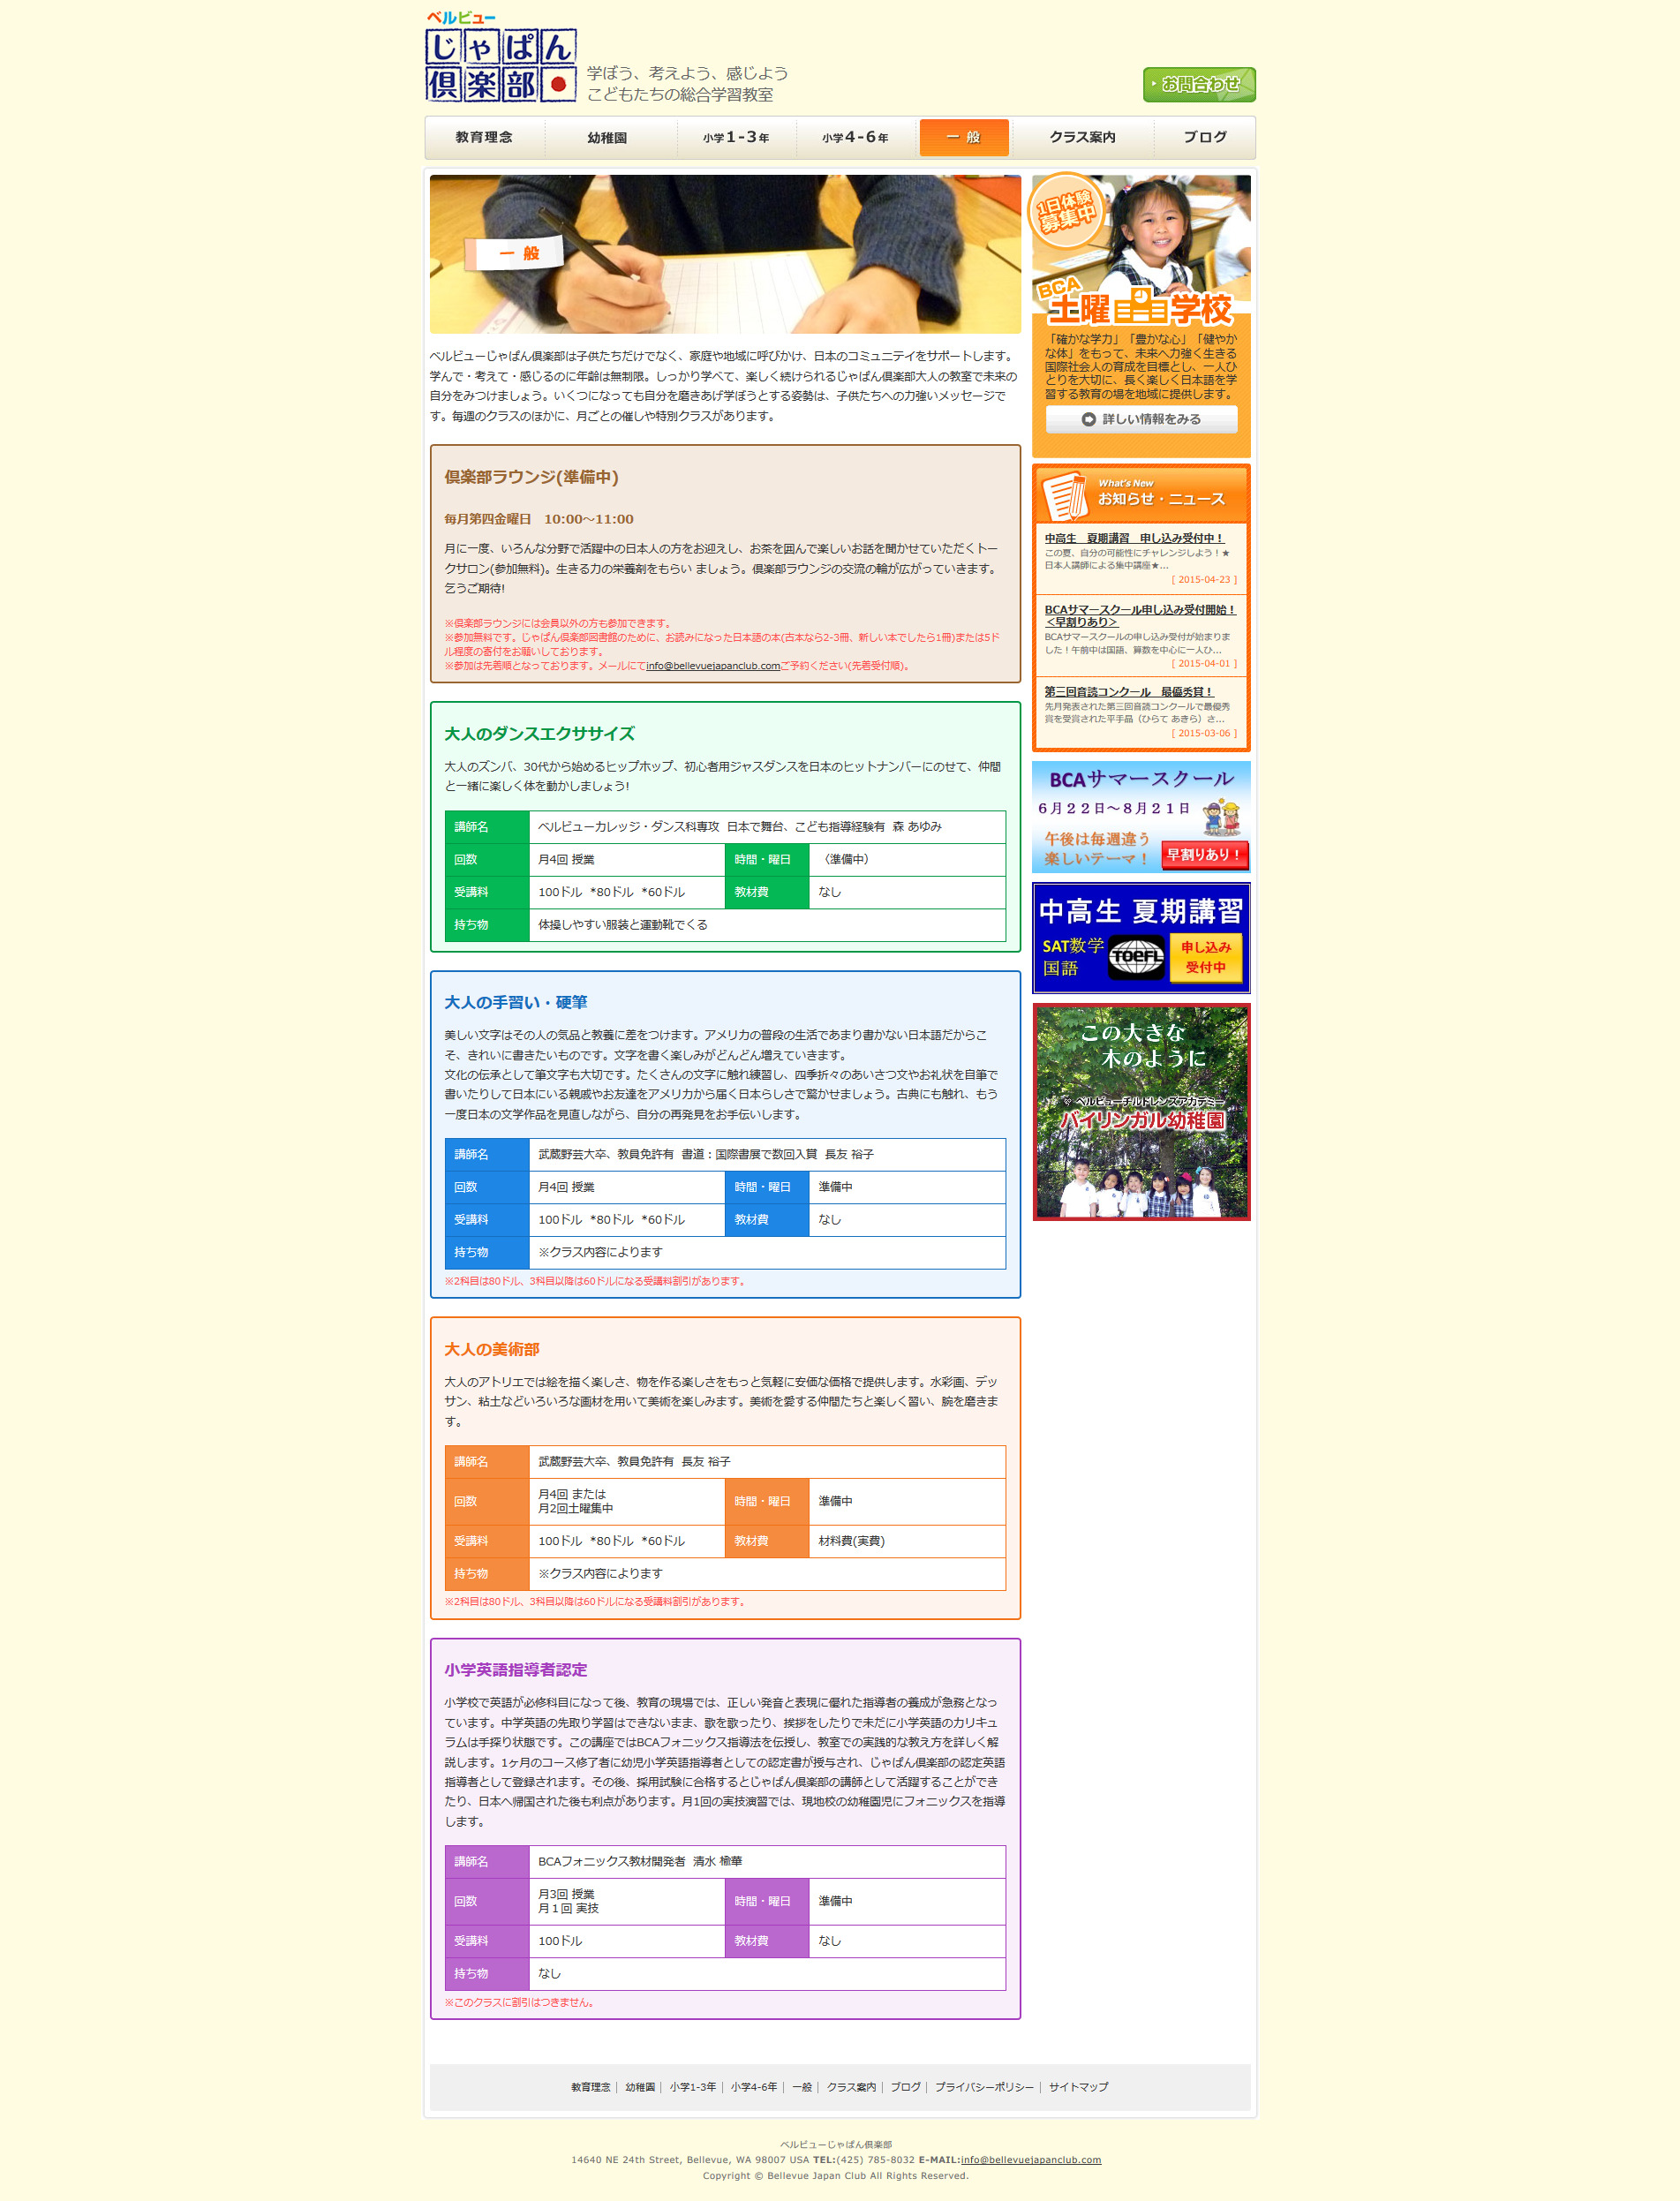 ベルビュー
じゃぱん
倶楽部
学ぼう、考えよう、感じよう
こどもたちの総合学習教室
お問合わせ
教育理念
幼稚園
小学1-3年
小学4-6年
一般
クラス案内
ブログ
一般
ベルビューじゃぱん倶楽部は子供たちだけでなく、家庭や地域に呼びかけ、日本のコミュニテイをサポートします。
学んで・考えて・感じるのに年齢は無制限。しっかり学べて、楽しく続けられるじゃぱん倶楽部大人の教室で未来の
自分をみつけましょう。いくつになっても自分を磨きあげ学ぼうとする姿勢は、子供たちへの力強いメッセージで
す。毎週のクラスのほかに、月ごとの催しや特別クラスがあります。
倶楽部ラウンジ(準備中)
毎月第四金曜日　10:00～11:00
月に一度、いろんな分野で活躍中の日本人の方をお迎えし、お茶を囲んで楽しいお話を聞かせていただくトー
クサロン(参加無料)。生きる力の栄養剤をもらい ましょう。倶楽部ラウンジの交流の輪が広がっていきます。
乞うご期待!
※倶楽部ラウンジには会員以外の方も参加できます。
※参加無料です。じゃぱん倶楽部図書館のために、お読みになった日本語の本(古本なら2-3冊、新しい本でしたら1冊)または5ド
ル程度の寄付をお願いしております。
※参加は先着順となっております。メールにてinfo@bellevuejapanclub.comご予約ください(先着受付順)。
大人のダンスエクササイズ
大人のズンバ、30代から始めるヒップホップ、初心者用ジャスダンスを日本のヒットナンバーにのせて、仲間
と一緒に楽しく体を動かしましょう!
講師名 ベルビューカレッジ・ダンス科専攻 日本で舞台、こども指導経験有 森 あゆみ
回数 月4回 授業 時間・曜日 （準備中）
受講料 100ドル *80ドル *60ドル 教材費 なし
持ち物 体操しやすい服装と運動靴でくる
大人の手習い・硬筆
美しい文字はその人の気品と教養に差をつけます。アメリカの普段の生活であまり書かない日本語だからこ
そ、きれいに書きたいものです。文字を書く楽しみがどんどん増えていきます。
文化の伝承として筆文字も大切です。たくさんの文字に触れ練習し、四季折々のあいさつ文やお礼状を自筆で
書いたりして日本にいる親戚やお友達をアメリカから届く日本らしさで驚かせましょう。古典にも触れ、もう
一度日本の文学作品を見直しながら、自分の再発見をお手伝いします。
講師名 武蔵野芸大卒、教員免許有 書道：国際書展で数回入賞 長友 裕子
回数 月4回 授業 時間・曜日 準備中
受講料 100ドル *80ドル *60ドル 教材費 なし
持ち物 ※クラス内容によります
※2科目は80ドル、3科目以降は60ドルになる受講料割引があります。
大人の美術部
大人のアトリエでは絵を描く楽しさ、物を作る楽しさをもっと気軽に安価な価格で提供します。水彩画、デッ
サン、粘土などいろいろな画材を用いて美術を楽しみます。美術を愛する仲間たちと楽しく習い、腕を磨きま
す。
講師名 武蔵野芸大卒、教員免許有 長友 裕子
回数 月4回 または
月2回土曜集中 時間・曜日 準備中
受講料 100ドル *80ドル *60ドル 教材費 材料費(実費)
持ち物 ※クラス内容によります
※2科目は80ドル、3科目以降は60ドルになる受講料割引があります。
小学英語指導者認定
小学校で英語が必修科目になって後、教育の現場では、正しい発音と表現に優れた指導者の養成が急務となっ
ています。中学英語の先取り学習はできないまま、歌を歌ったり、挨拶をしたりで未だに小学英語のカリキュ
ラムは手探り状態です。この講座ではBCAフォニックス指導法を伝授し、教室での実践的な教え方を詳しく解
説します。1ヶ月のコース修了者に幼児小学英語指導者としての認定書が授与され、じゃぱん倶楽部の認定英語
指導者として登録されます。その後、採用試験に合格するとじゃぱん倶楽部の講師として活躍することができ
たり、日本へ帰国された後も利点があります。月1回の実技演習では、現地校の幼稚園児にフォニックスを指導
します。
講師名 BCAフォニックス教材開発者 清水 楡華
回数 月3回 授業
月１回 実技 時間・曜日 準備中
受講料 100ドル 教材費 なし
持ち物 なし
※このクラスに割引はつきません。
1日体験
募集中
BCA
土曜学校
「確かな学力」「豊かな心」「健やか
な体」をもって、未来へ力強く生きる
国際社会人の育成を目標とし、一人ひ
とりを大切に、長く楽しく日本語を学
習する教育の場を地域に提供します。
詳しい情報をみる
What's New
お知らせ・ニュース
中高生　夏期講習　申し込み受付中！
この夏、自分の可能性にチャレンジしよう！★
日本人講師による集中講座★...
[ 2015-04-23 ]
BCAサマースクール申し込み受付開始！
＜早割りあり＞
BCAサマースクールの申し込み受付が始まりま
した！午前中は国語、算数を中心に一人ひ...
[ 2015-04-01 ]
第三回音読コンクール　最優秀賞！
先月発表された第三回音読コンクールで最優秀
賞を受賞された平手晶（ひらて あきら）さ...
[ 2015-03-06 ]
BCAサマースクール
６月２２日～８月２１日
午後は毎週違う
楽しいテーマ！
早割りあり！
中高生 夏期講習
SAT数学
国語
TOEFL
申し込み
受付中
この大きな
木のように
ベルビューチルドレンズアカデミー
バイリンガル幼稚園
教育理念 | 幼稚園 | 小学1-3年 | 小学4-6年 | 一般 | クラス案内 | ブログ | プライバシーポリシー | サイトマップ
ベルビューじゃぱん倶楽部
14640 NE 24th Street, Bellevue, WA 98007 USA TEL:(425) 785-8032 E-MAIL:info@bellevuejapanclub.com
Copyright © Bellevue Japan Club All Rights Reserved.